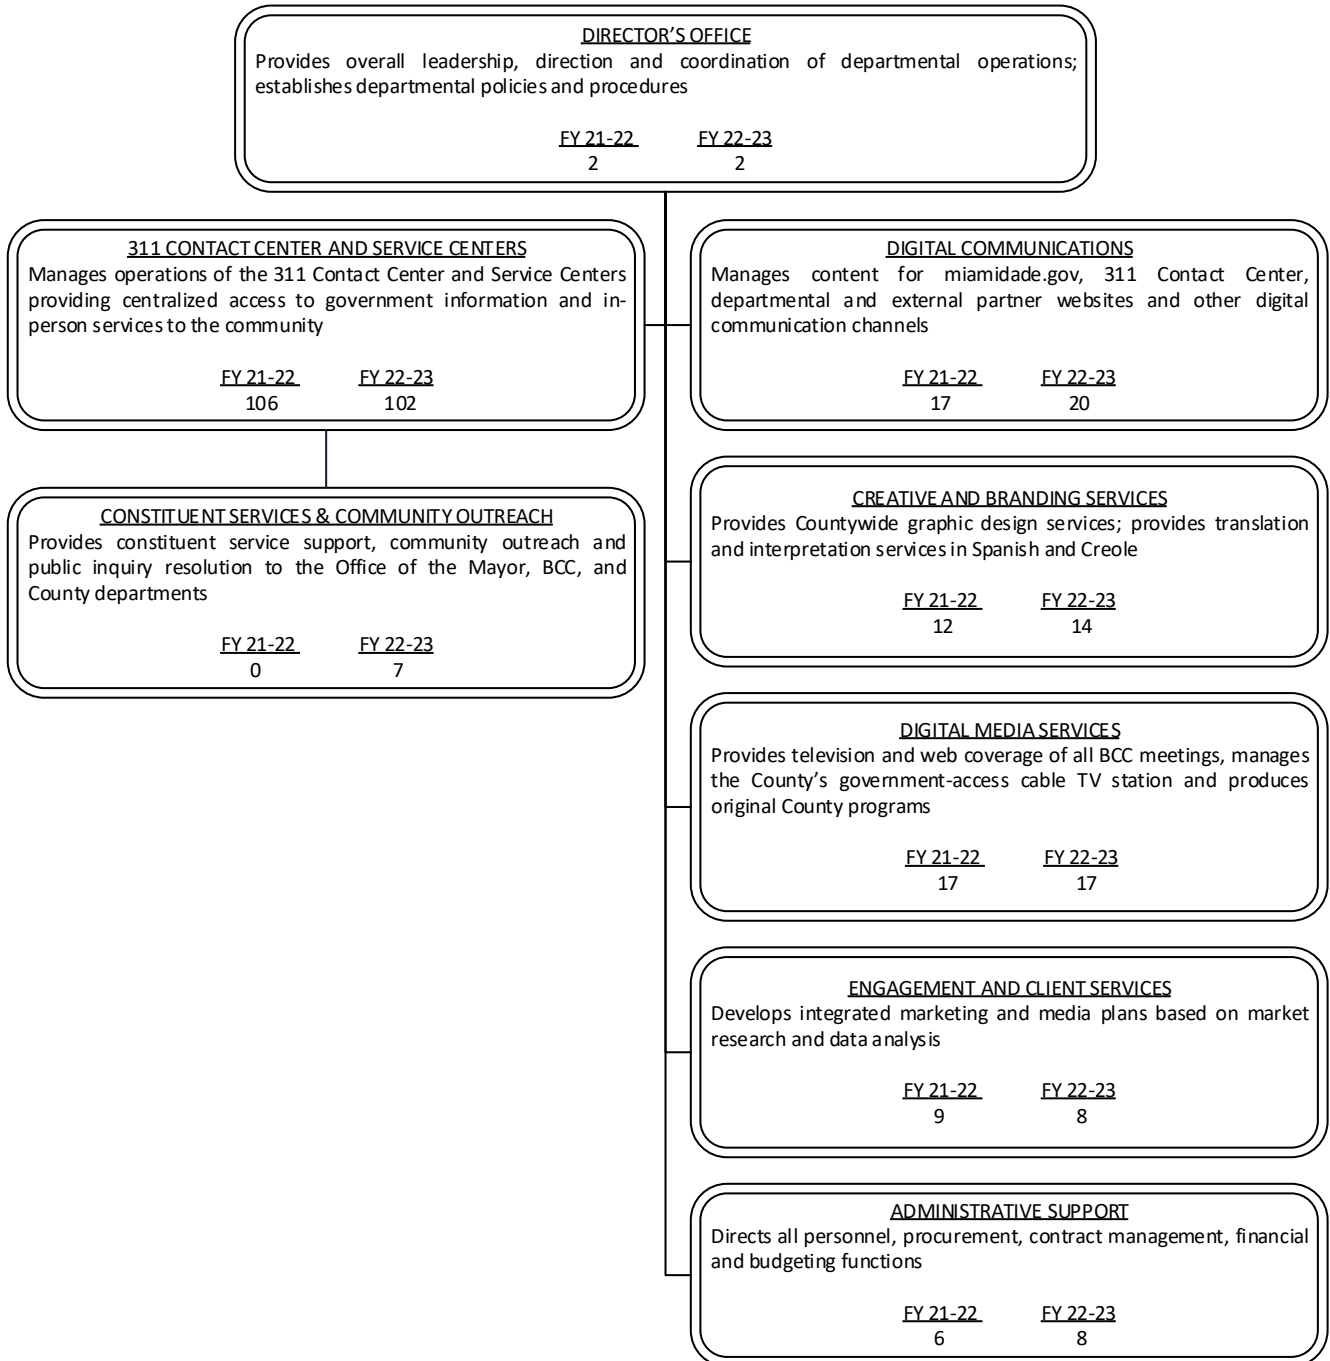 DIRECTOR'S OFFICE
Provides overall leadership, direction and coordination of departmental operations;
establishes departmental policies and procedures
FY 21-22 FY 22-23
2 2
311 CONTACT CENTER AND SERVICE CENTERS
Manages operations of the 311 Contact Center and Service Centers
providing centralized access to government information and in-
person services to the community
FY 21-22 FY 22-23
106 102
DIGITAL COMMUNICATIONS
Manages content for miamidade.gov, 311 Contact Center,
departmental and external partner websites and other digital
communication channels
FY 21-22 FY 22-23
17 20
CONSTITUENT SERVICES & COMMUNITY OUTREACH
Provides constituent service support, community outreach and
public inquiry resolution to the Office of the Mayor, BCC, and
County departments
FY 21-22 FY 22-23
0 7
CREATIVE AND BRANDING SERVICES
Provides Countywide graphic design services; provides translation
and interpretation services in Spanish and Creole
FY 21-22 FY 22-23
12 14
DIGITAL MEDIA SERVICES
Provides television and web coverage of all BCC meetings, manages
the County's government-access cable TV station and produces
original County programs
FY 21-22 FY 22-23
17 17
ENGAGEMENT AND CLIENT SERVICES
Develops integrated marketing and media plans based on market
research and data analysis
FY 21-22 FY 22-23
9 8
ADMINISTRATIVE SUPPORT
Directs all personnel, procurement, contract management, financial
and budgeting functions
FY 21-22 FY 22-23
6 8